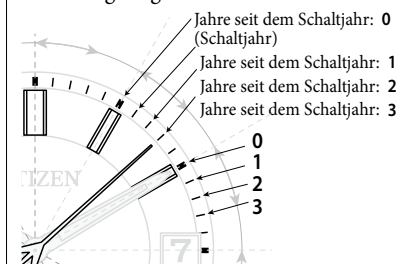 Jahre seit dem Schaltjahr: 0
(Schaltjahr)
Jahre seit dem Schaltjahr: 1
Jahre seit dem Schaltjahr: 2
Jahre seit dem Schaltjahr: 3
0
1
2
3
TIZEN
7